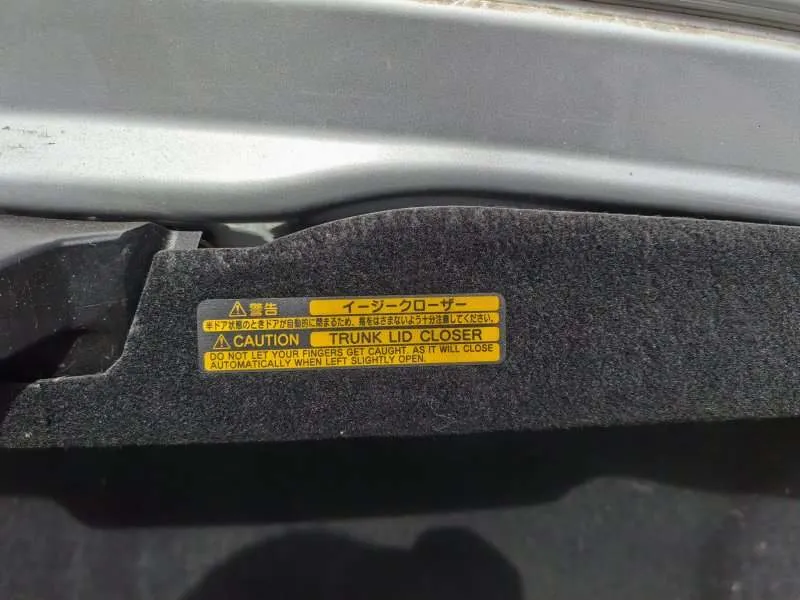 警告 イージークローザー
半ドア状態のときドアが自動的に閉まるため、指をはさまないよう十分注意してください。
CAUTION TRUNK LID CLOSER
DO NOT LET YOUR FINGERS GET CAUGHT. AS IT WILL CLOSE
AUTOMATICALLY WHEN LEFT SLIGHTLY OPEN.